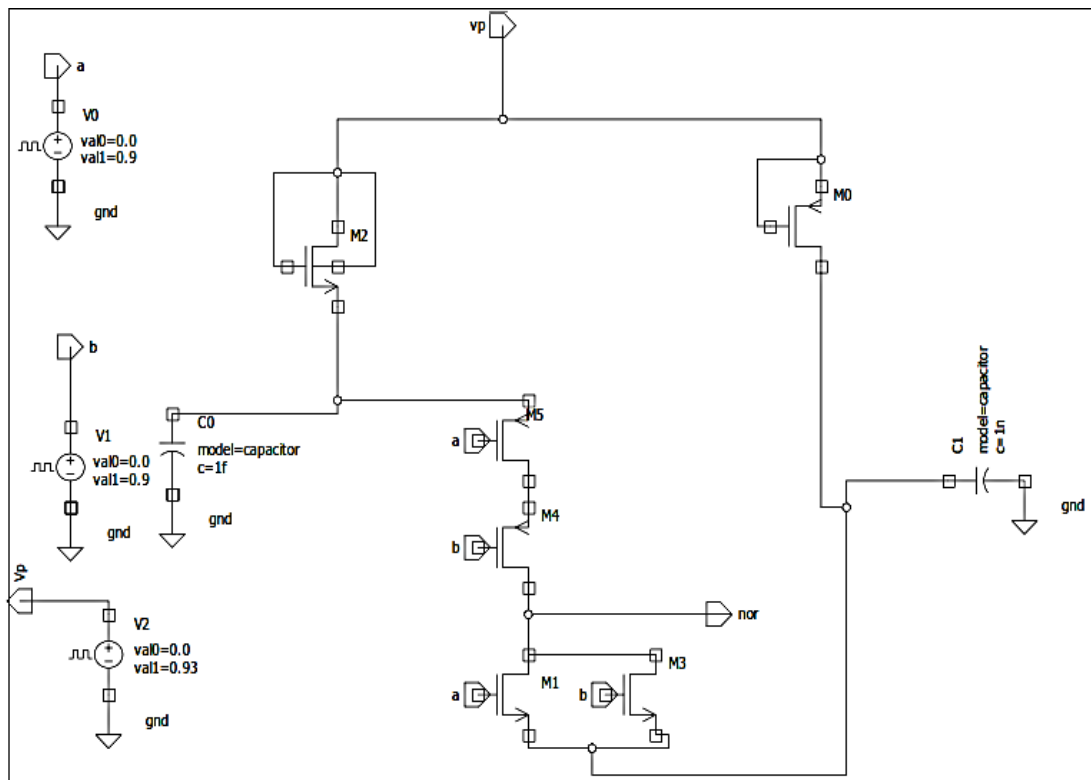 vp
a
V0
val0=0.0
val1=0.9
gnd
M2
M0
b
V1
val0=0.0
val1=0.9
gnd
C0
model=capacitor
c=1f
gnd
M5
a
M4
b
C1
model=capacitor
c=1n
gnd
Vp
V2
val0=0.0
val1=0.93
gnd
nor
M1
a
M3
b